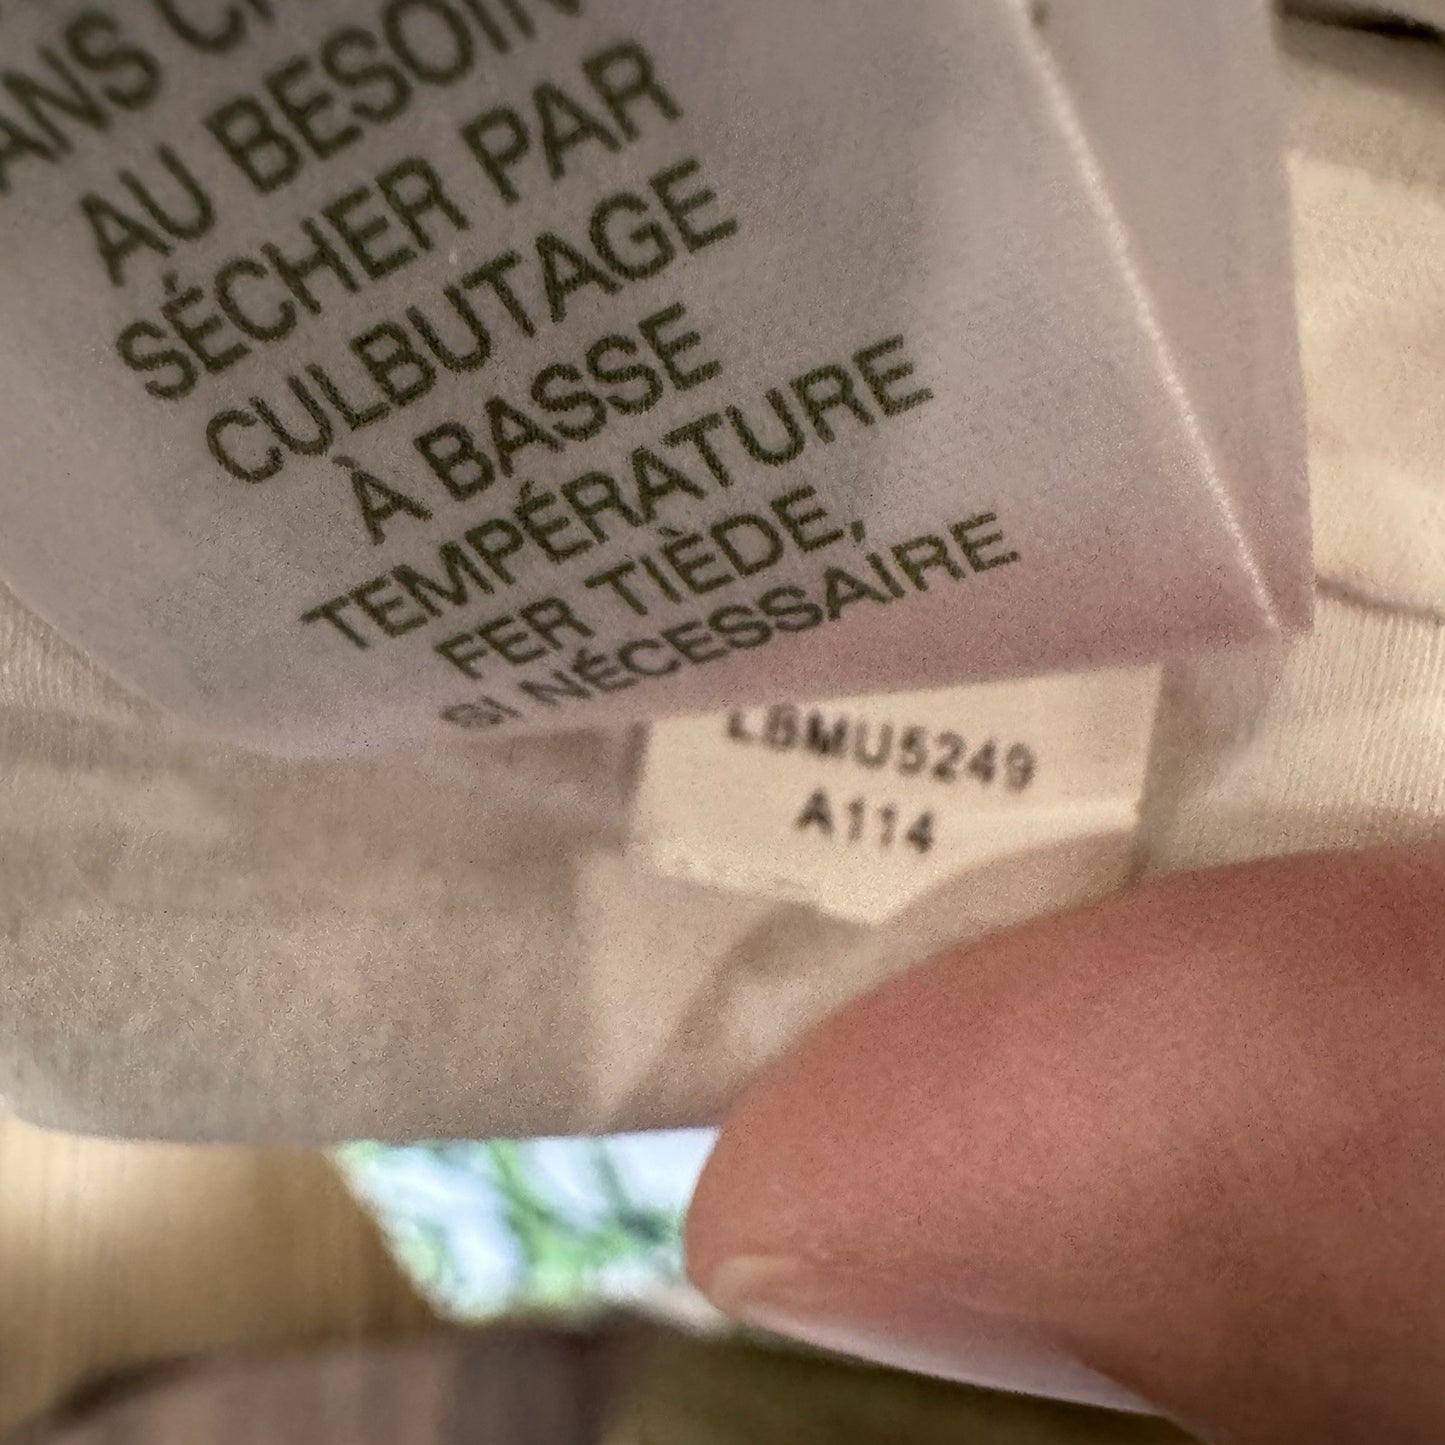 AU BESOIN
SÉCHER PAR
CULBUTAGE
À BASSE
TEMPÉRATURE
FER TIÈDE,
SI NÉCESSAIRE
LBMU5249
A114